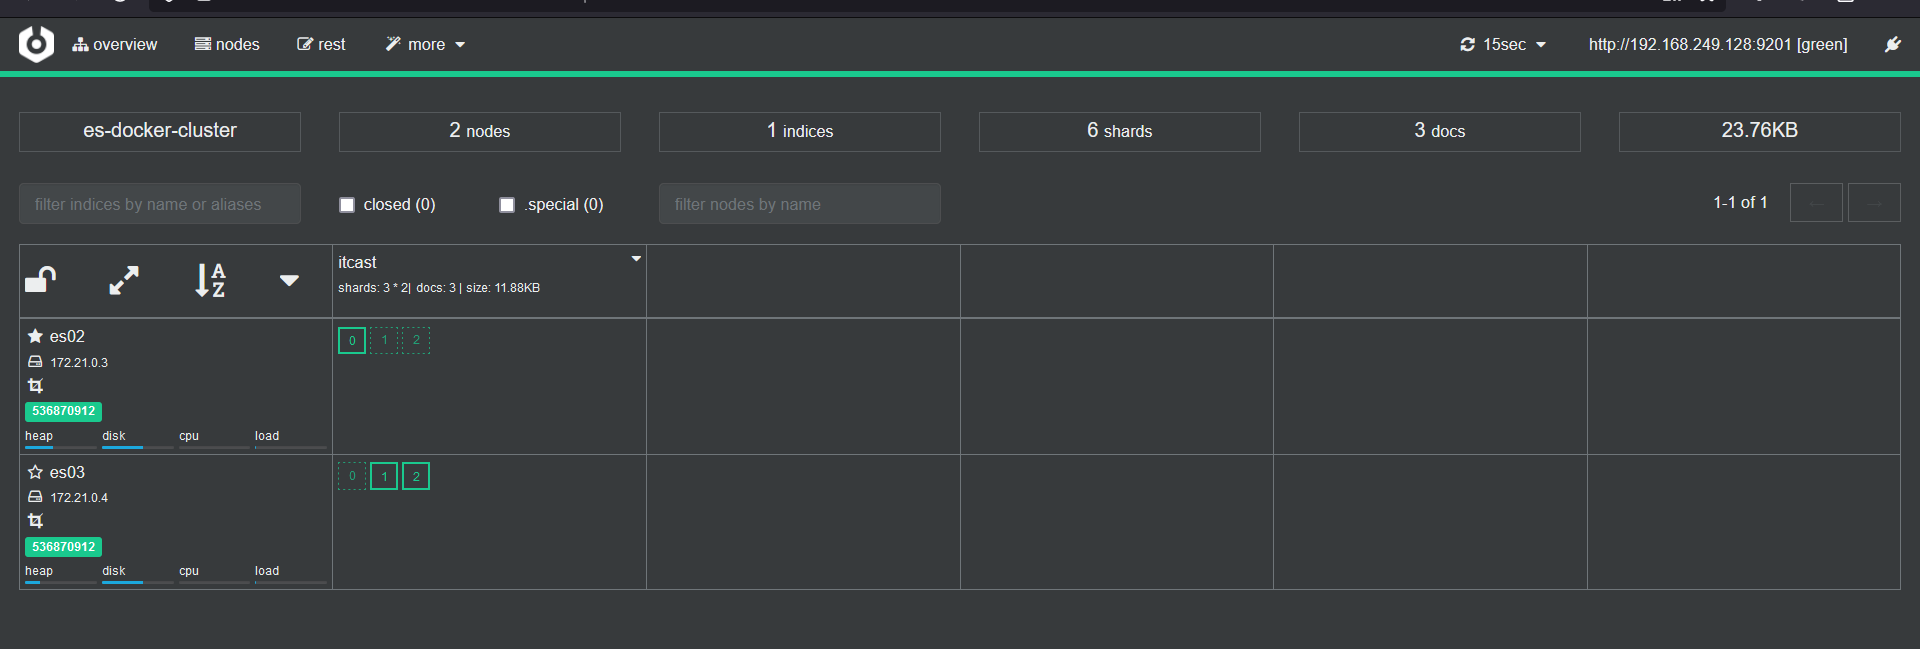 overview nodes rest more 15sec http://192.168.249.128:9201 [green]
es-docker-cluster 2 nodes 1 indices 6 shards 3 docs 23.76KB
filter indices by name or aliases closed (0) .special (0) filter nodes by name 1-1 of 1 ← →
A
Z
itcast
shards: 3 * 2| docs: 3 | size: 11.88KB
es02
0 1 2
172.21.0.3
536870912
heap disk cpu load
es03
0 1 2
172.21.0.4
536870912
heap disk cpu load